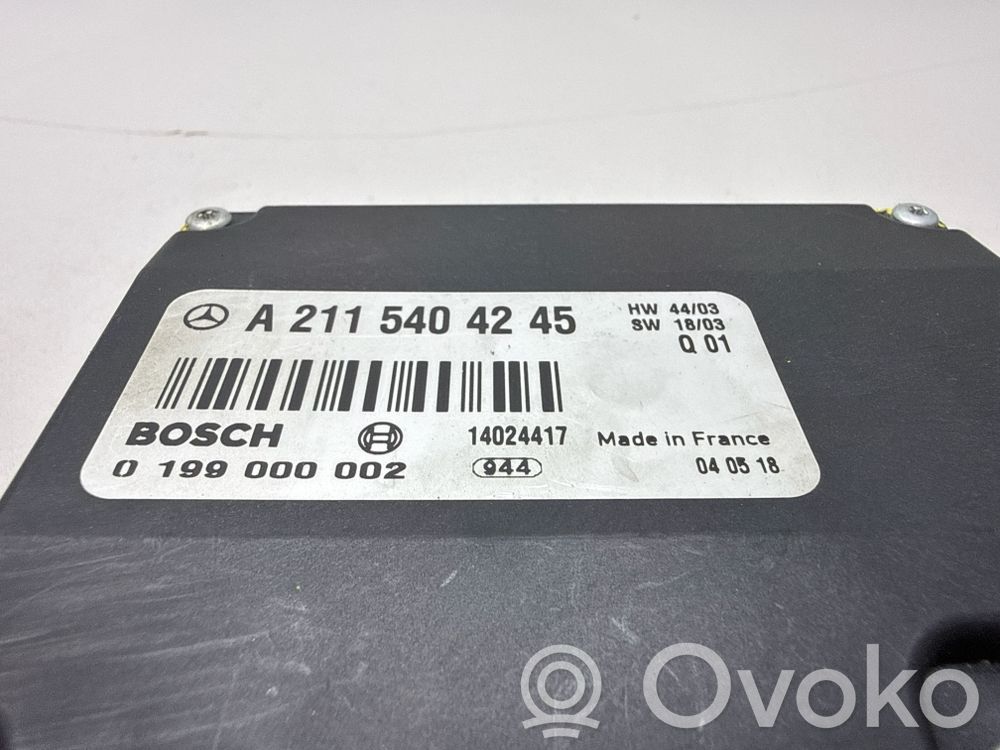 A 211 540 42 45
HW 44/03
SW 18/03
Q 01
BOSCH
14024417
Made in France
0 199 000 002
944
04 05 18
Ovoko